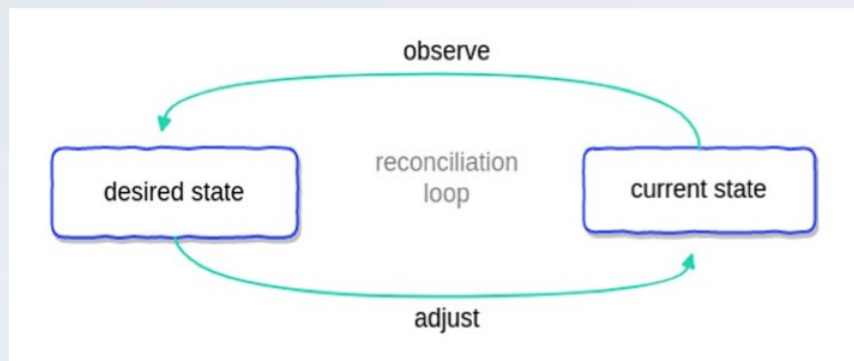 observe
reconciliation
loop
desired state
current state
adjust